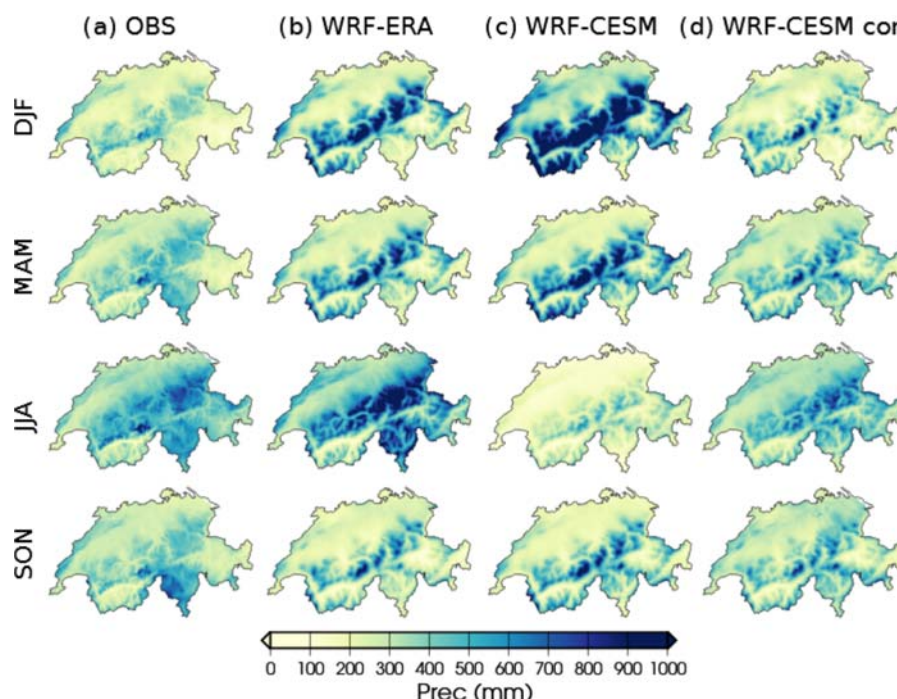 (a) OBS (b) WRF-ERA (c) WRF-CESM (d) WRF-CESM cor
DJF
MAM
JJA
SON
0 100 200 300 400 500 600 700 800 900 1000
Prec (mm)